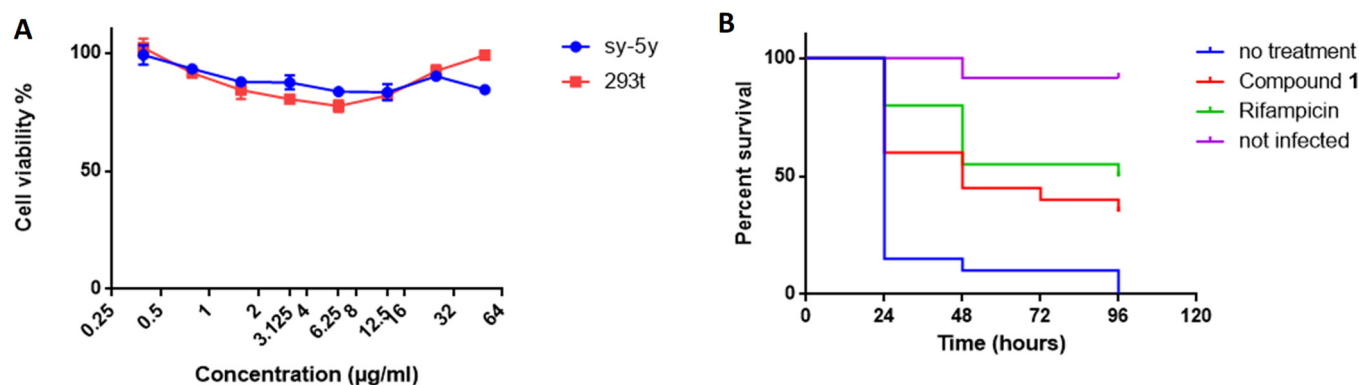 A
Cell viability %
100
50
0
0.25
0.5
1
2
3.125
4
6.25
8
12.5
16
32
64
Concentration (µg/ml)
sy-5y
293t
B
Percent survival
100
50
0
0
24
48
72
96
120
Time (hours)
no treatment
Compound 1
Rifampicin
not infected